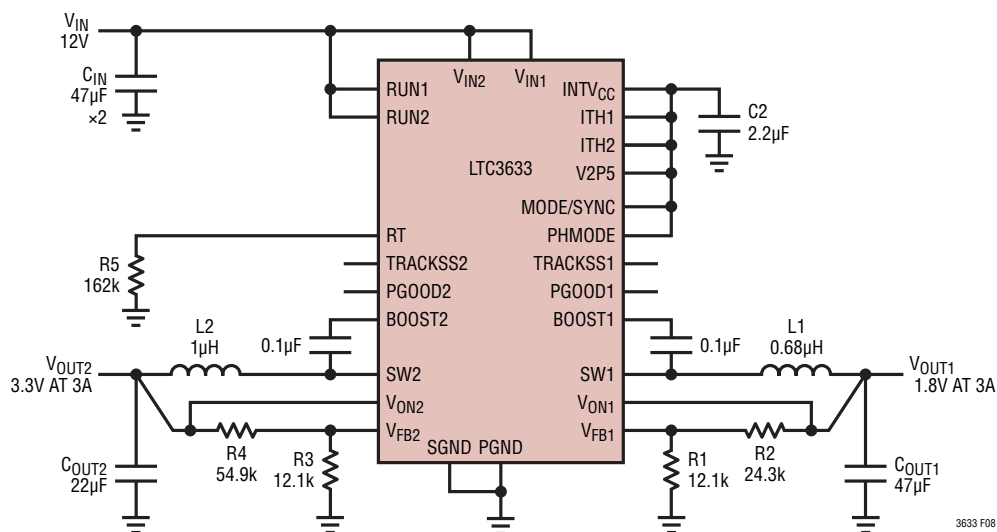 VIN
12V
CIN
47µF
×2
VIN2
VIN1
RUN1
RUN2
LTC3633
INTVCC
ITH1
ITH2
V2P5
MODE/SYNC
PHMODE
C2
2.2µF
RT
TRACKSS2
PGOOD2
BOOST2
TRACKSS1
PGOOD1
BOOST1
R5
162k
L2
1µH
0.1µF
SW2
VON2
VFB2
SW1
VON1
VFB1
0.1µF
L1
0.68µH
VOUT2
3.3V AT 3A
VOUT1
1.8V AT 3A
SGND PGND
COUT2
22µF
R4
54.9k
R3
12.1k
R1
12.1k
R2
24.3k
COUT1
47µF
3633 F08